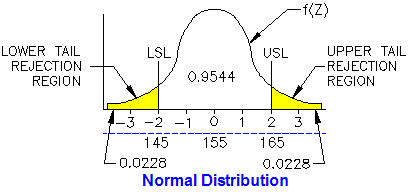 f(Z)
LOWER TAIL
REJECTION
REGION
LSL
USL
UPPER TAIL
REJECTION
REGION
0.9544
-3 -2 -1 0 1 2 3
145 155 165
0.0228 0.0228
Normal Distribution